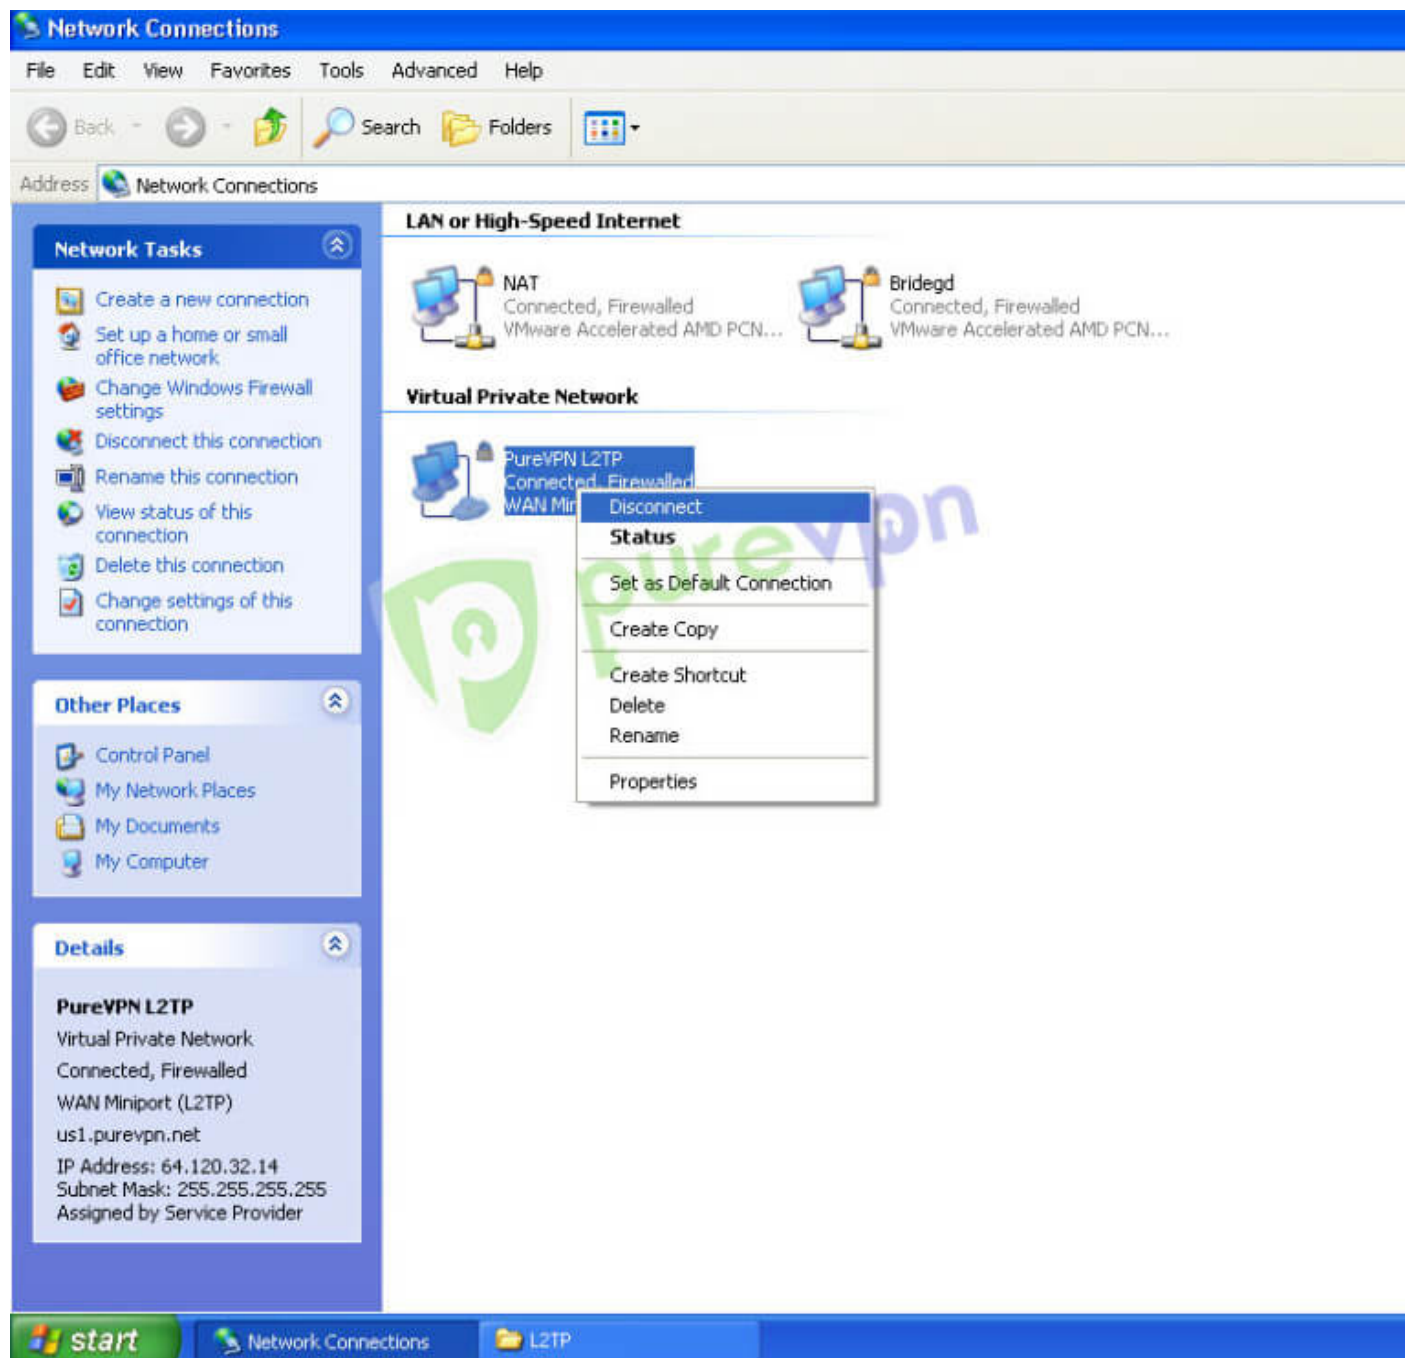 Network Connections
File Edit View Favorites Tools Advanced Help
Back Search Folders
Address Network Connections
Network Tasks
Create a new connection
Set up a home or small
office network
Change Windows Firewall
settings
Disconnect this connection
Rename this connection
View status of this
connection
Delete this connection
Change settings of this
connection
Other Places
Control Panel
My Network Places
My Documents
My Computer
Details
PureVPN L2TP
Virtual Private Network
Connected, Firewalled
WAN Miniport (L2TP)
us1.purevpn.net
IP Address: 64.120.32.14
Subnet Mask: 255.255.255.255
Assigned by Service Provider
LAN or High-Speed Internet
NAT
Connected, Firewalled
VMware Accelerated AMD PCN...
Bridegd
Connected, Firewalled
VMware Accelerated AMD PCN...
Virtual Private Network
PureVPN L2TP
Connected, Firewalled
WAN Min
Disconnect
Status
Set as Default Connection
Create Copy
Create Shortcut
Delete
Rename
Properties
purevpn
start Network Connections L2TP